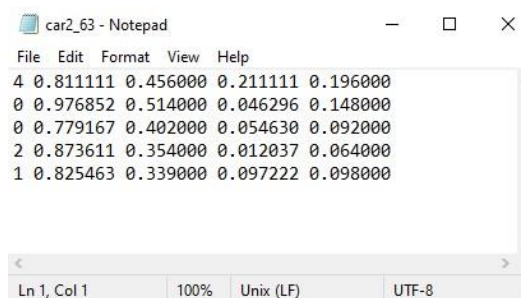 car2_63 - Notepad
File Edit Format View Help
4 0.811111 0.456000 0.211111 0.196000
0 0.976852 0.514000 0.046296 0.148000
0 0.779167 0.402000 0.054630 0.092000
2 0.873611 0.354000 0.012037 0.064000
1 0.825463 0.339000 0.097222 0.098000
Ln 1, Col 1 100% Unix (LF) UTF-8